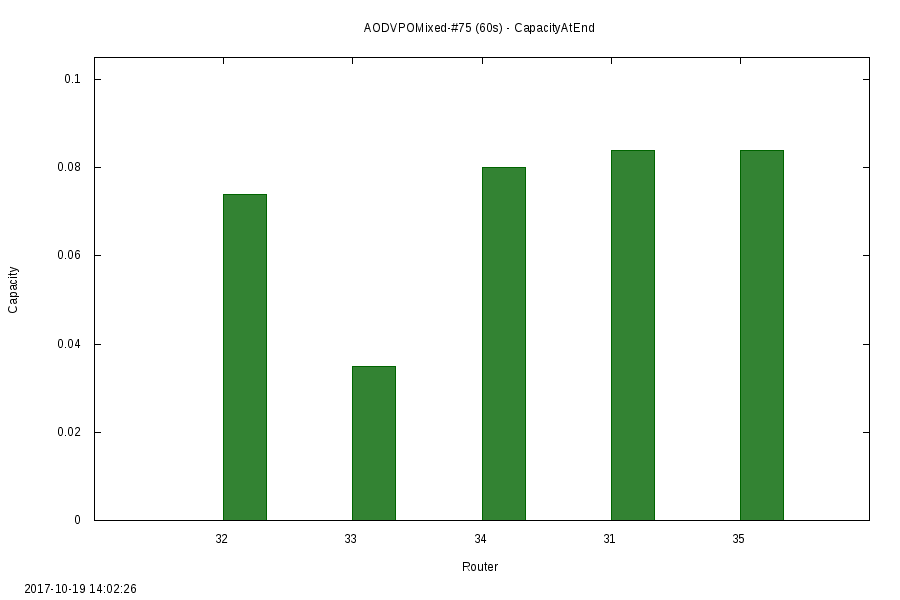 AODVPOMixed-#75 (60s) - CapacityAtEnd
0.1
0.08
0.06
0.04
0.02
0
Capacity
32 33 34 31 35
Router
2017-10-19 14:02:26